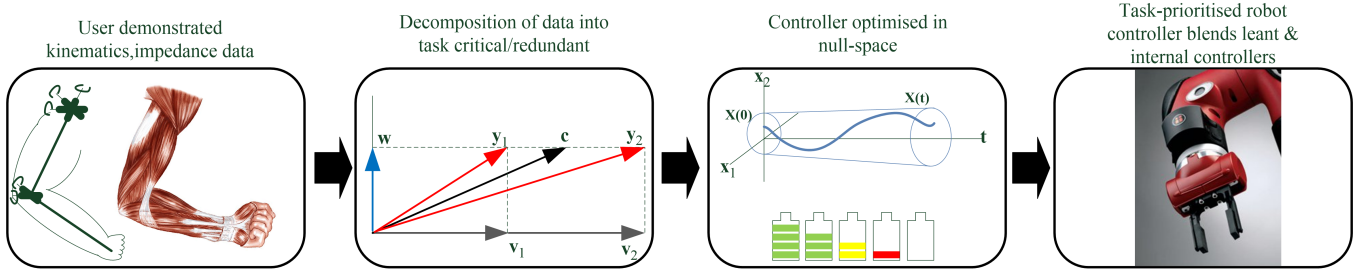 User demonstrated
kinematics,impedance data
Decomposition of data into
task critical/redundant
Controller optimised in
null-space
Task-prioritised robot
controller blends leant &
internal controllers
w
y1
c
y2
v1
v2
x2
X(0)
X(t)
t
x1